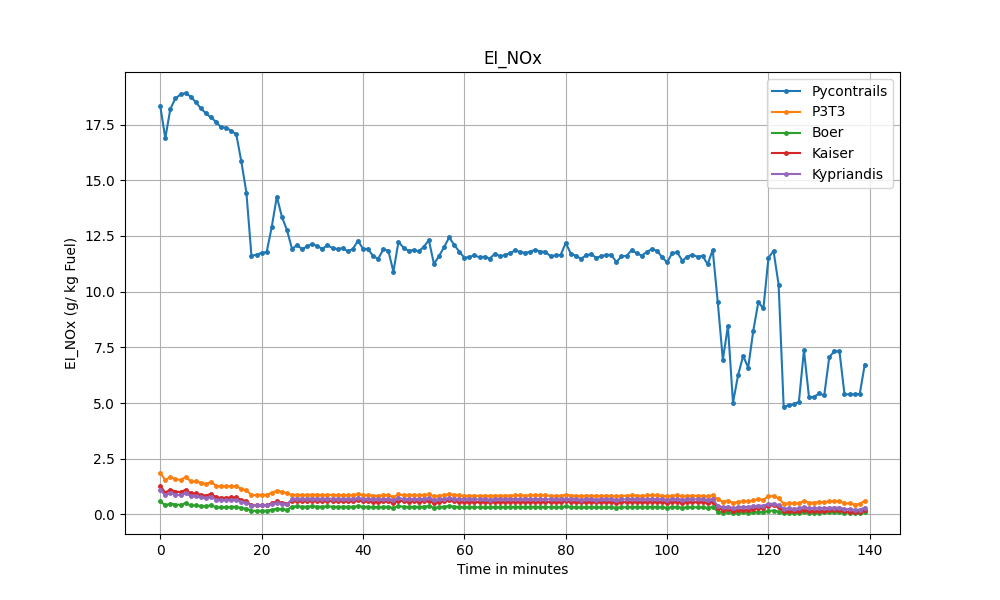 EI_NOx
Pycontrails
P3T3
Boer
Kaiser
Kypriandis
EI_NOx (g/ kg Fuel)
17.5
15.0
12.5
10.0
7.5
5.0
2.5
0.0
0 20 40 60 80 100 120 140
Time in minutes